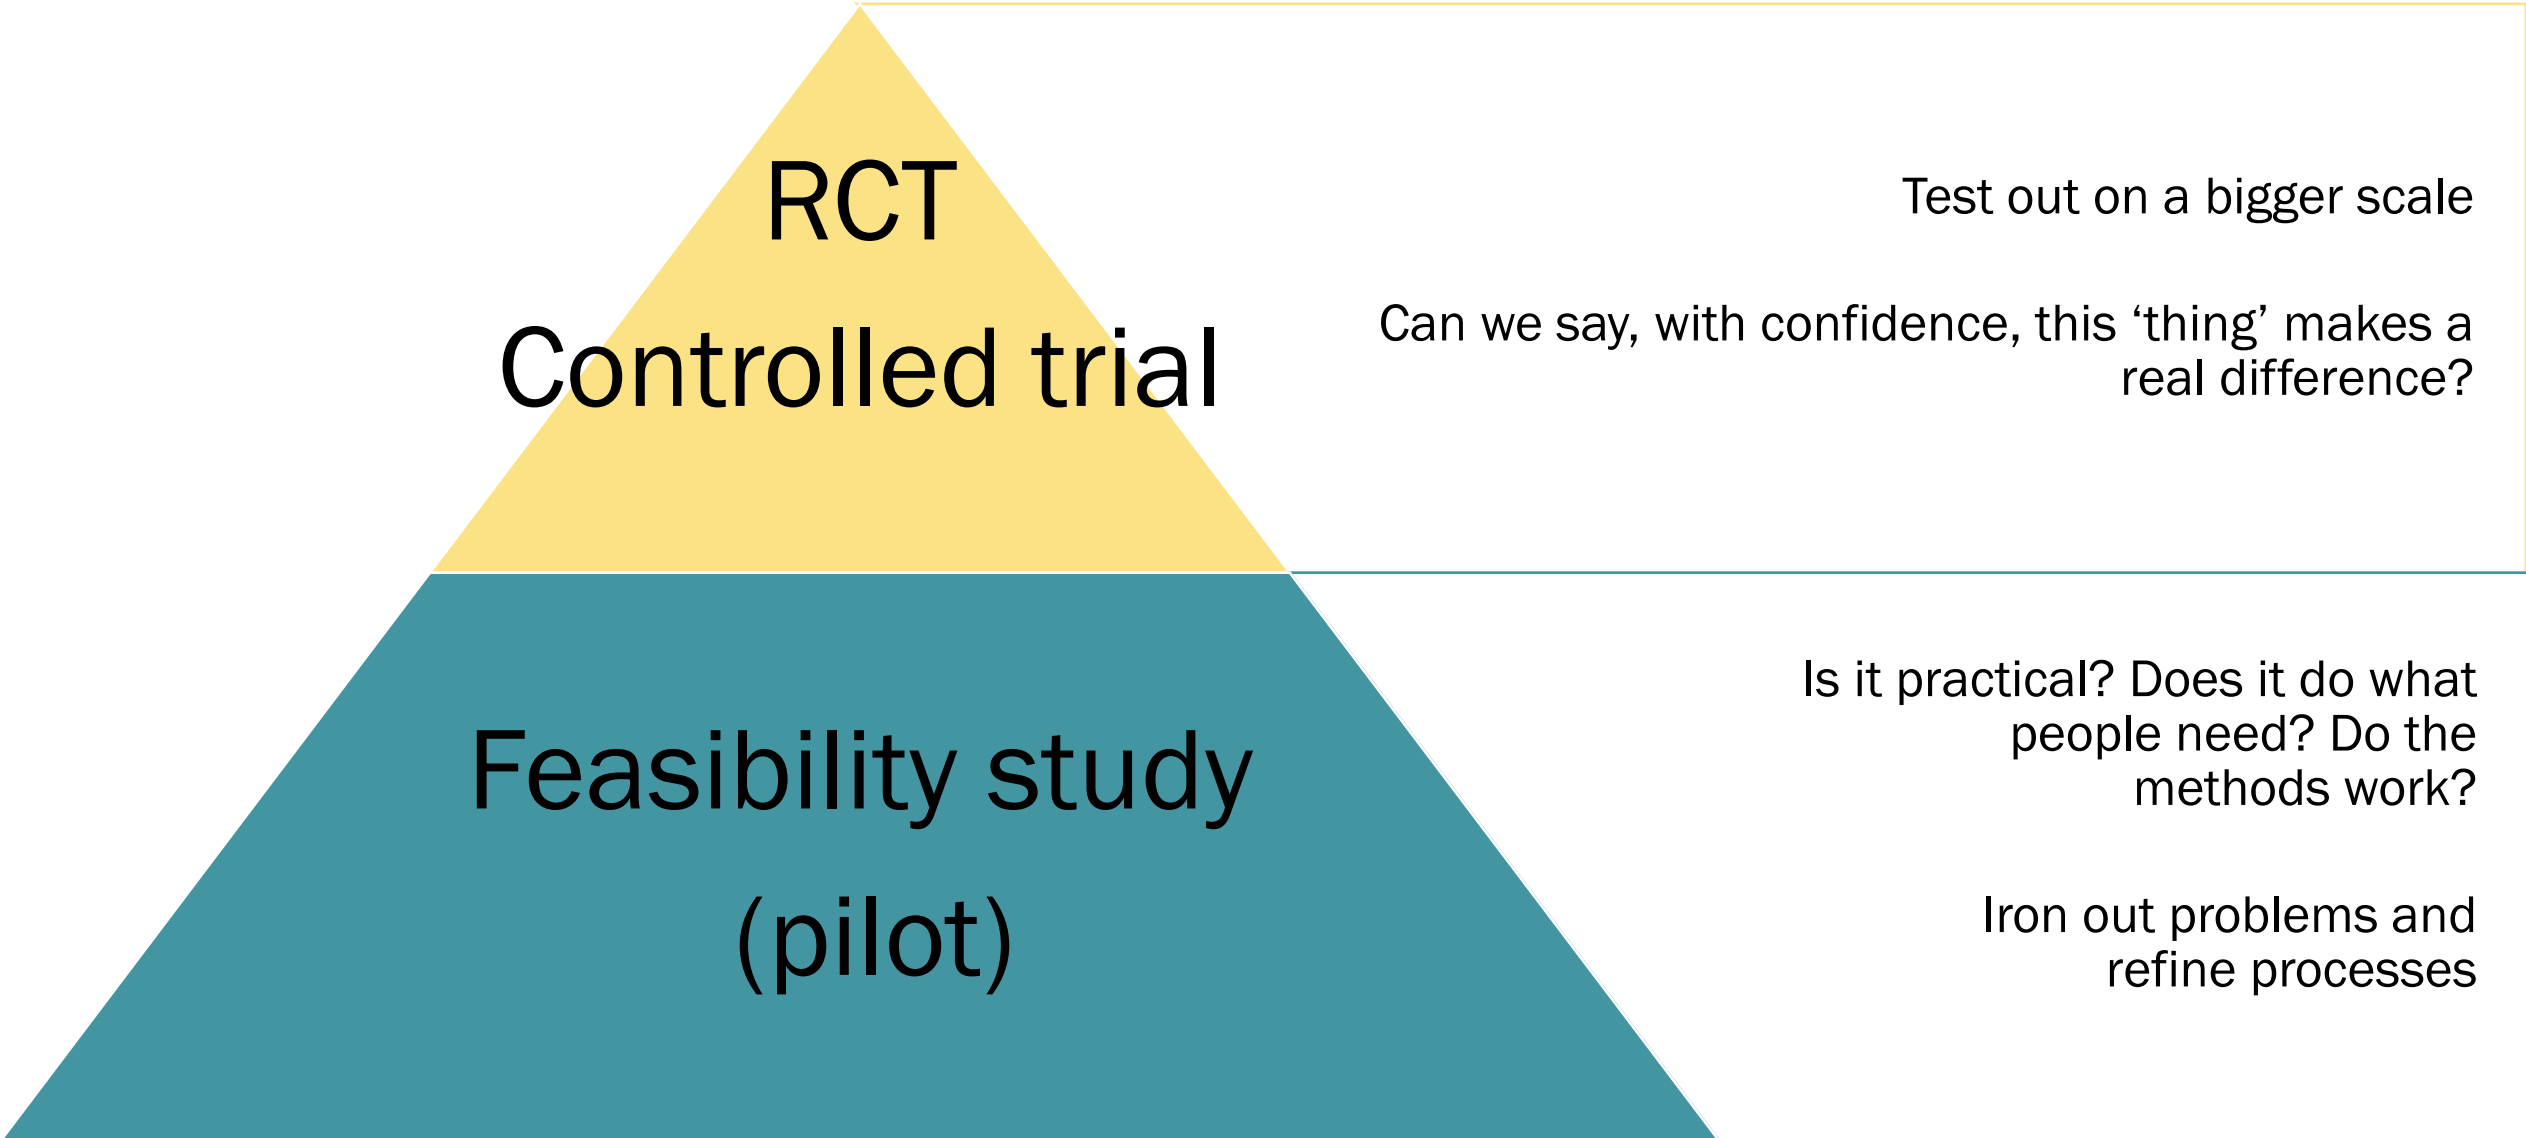 RCT
Controlled trial
Test out on a bigger scale
Can we say, with confidence, this ‘thing’ makes a
real difference?
Feasibility study
(pilot)
Is it practical? Does it do what
people need? Do the
methods work?
Iron out problems and
refine processes